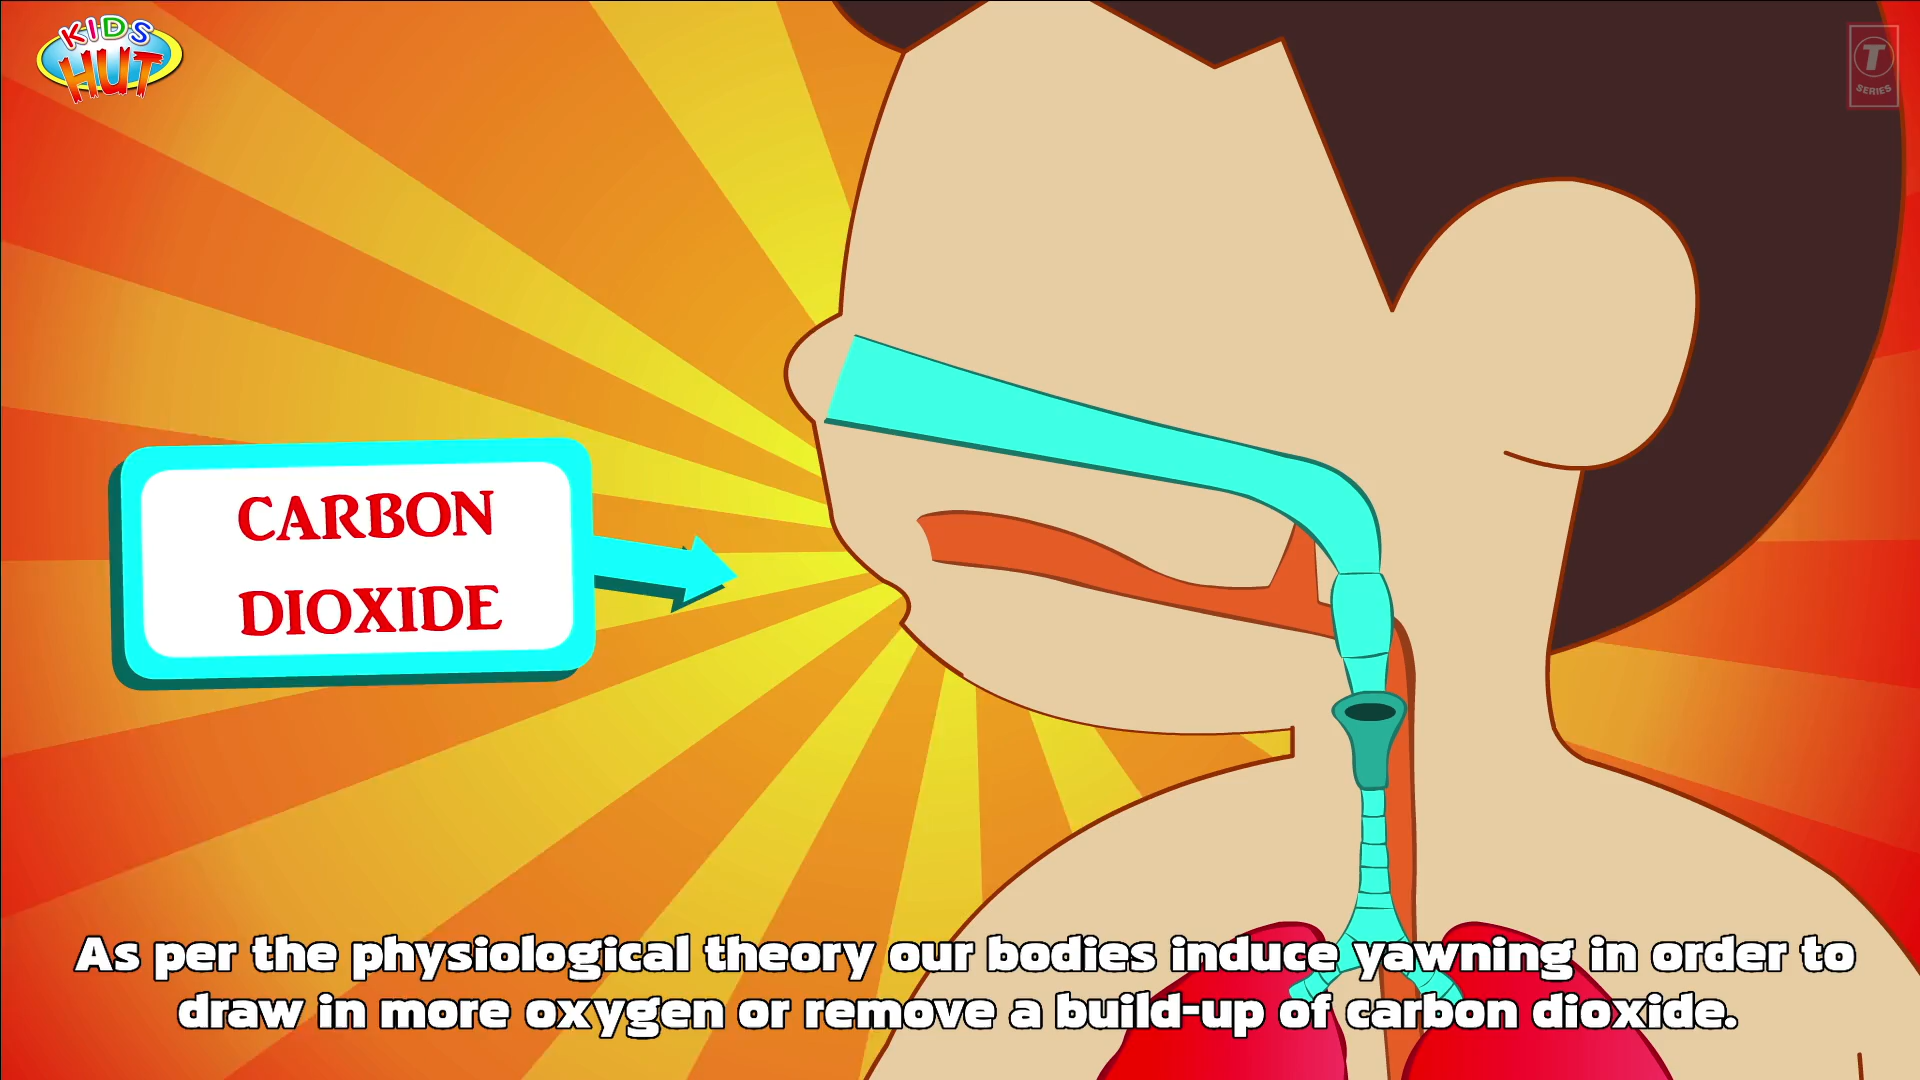 KIDS
HUT
T
SERIES
CARBON
DIOXIDE
As per the physiological theory our bodies induce yawning in order to
draw in more oxygen or remove a build-up of carbon dioxide.